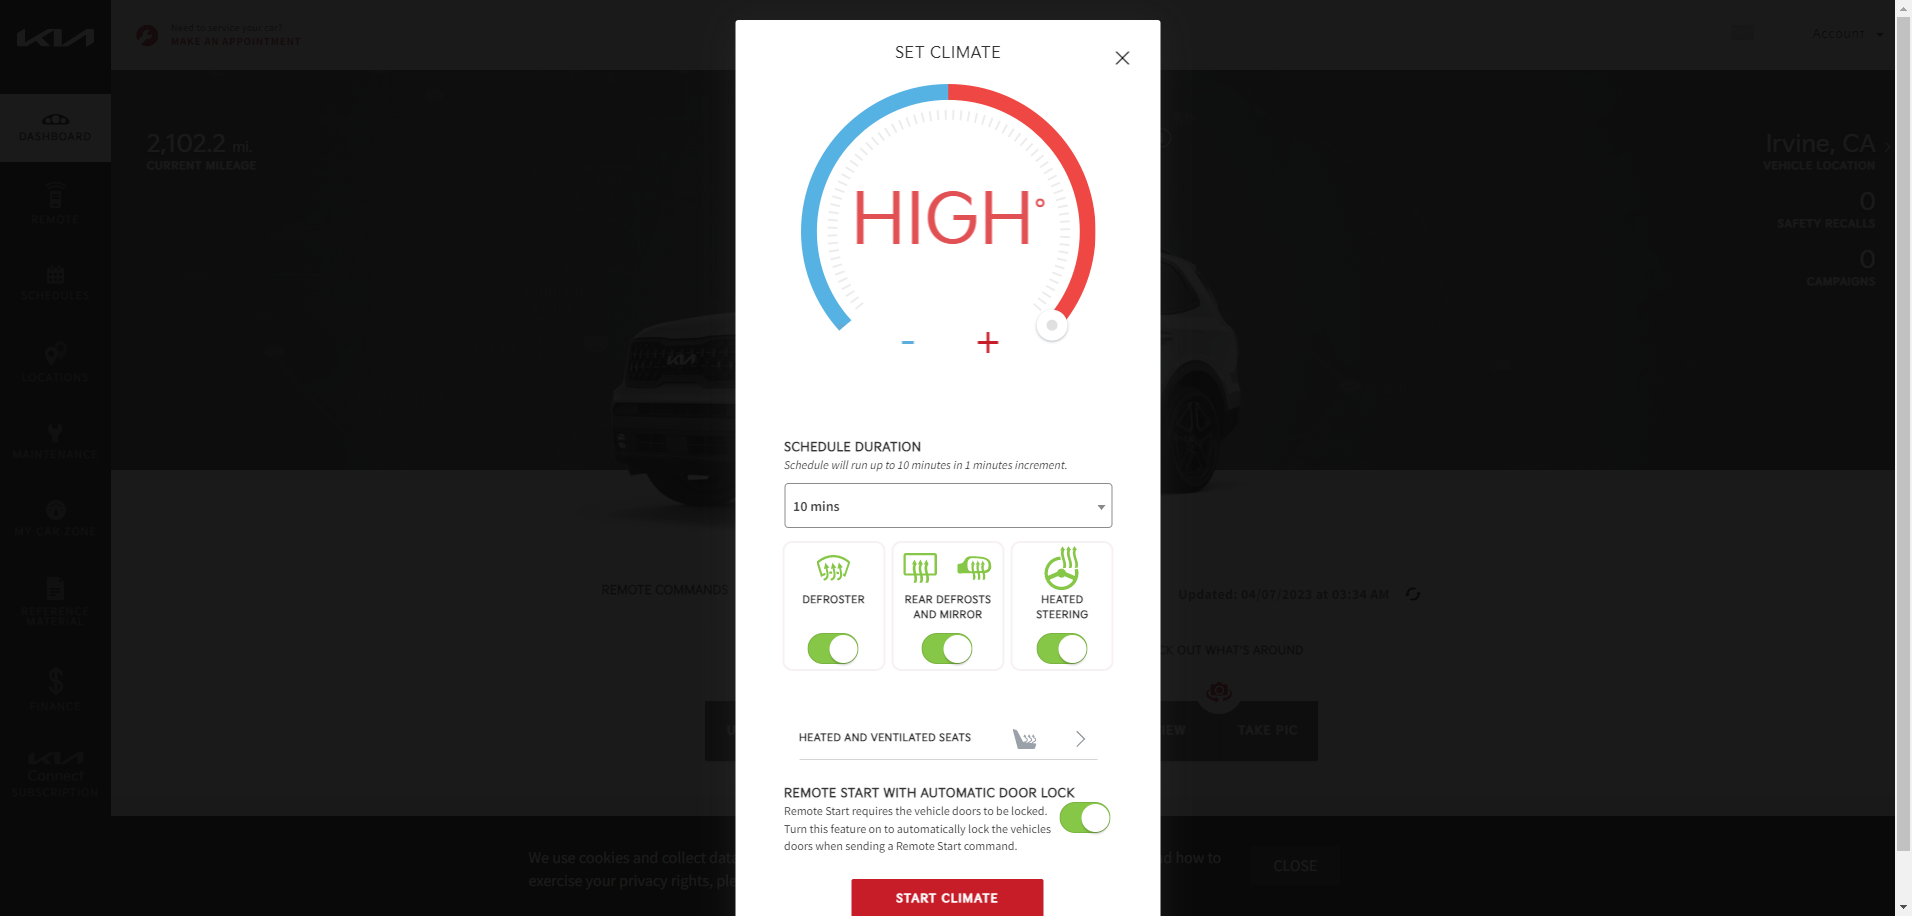 KIA
Need to service your car?
MAKE AN APPOINTMENT
Account
DASHBOARD
REMOTE
SCHEDULES
LOCATIONS
MAINTENANCE
MY CAR ZONE
REFERENCE
MATERIAL
FINANCE
KIA
Connect
SUBSCRIPTION
2,102.2 mi.
CURRENT MILEAGE
Irvine, CA
VEHICLE LOCATION
0
SAFETY RECALLS
0
CAMPAIGNS
SET CLIMATE
HIGH°
- +
SCHEDULE DURATION
Schedule will run up to 10 minutes in 1 minutes increment.
10 mins
DEFROSTER
REAR DEFROSTS
AND MIRROR
HEATED
STEERING
HEATED AND VENTILATED SEATS
REMOTE START WITH AUTOMATIC DOOR LOCK
Remote Start requires the vehicle doors to be locked.
Turn this feature on to automatically lock the vehicles
doors when sending a Remote Start command.
START CLIMATE
REMOTE COMMANDS
Updated: 04/07/2023 at 03:34 AM
CK OUT WHAT'S AROUND
IEW
TAKE PIC
We use cookies and collect dat
d how to
exercise your privacy rights, ple
CLOSE